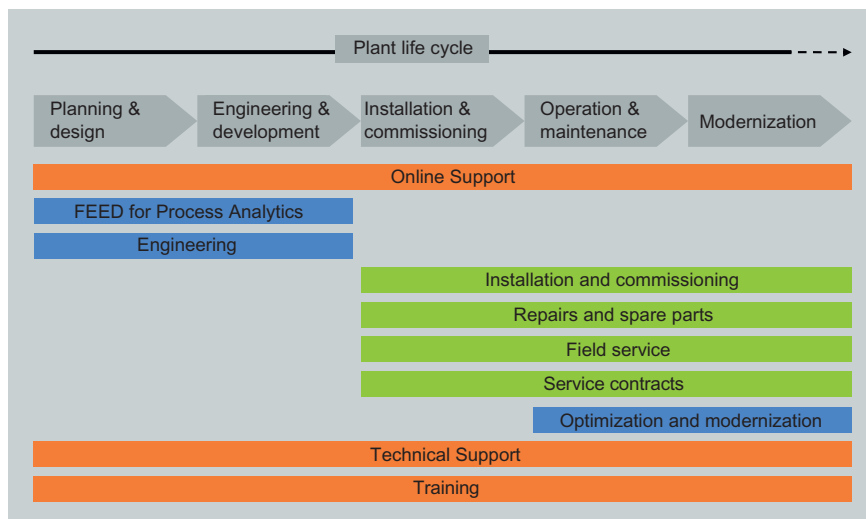 Plant life cycle
Planning &
design
Engineering &
development
Installation &
commissioning
Operation &
maintenance
Modernization
Online Support
FEED for Process Analytics
Engineering
Installation and commissioning
Repairs and spare parts
Field service
Service contracts
Optimization and modernization
Technical Support
Training